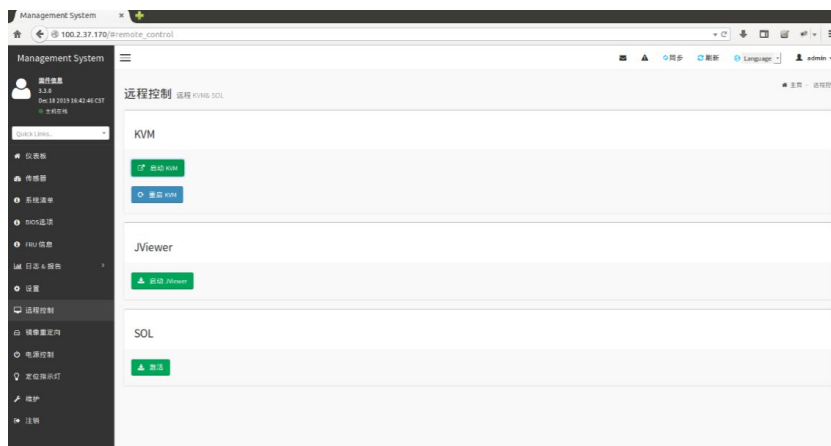 Management System
100.2.37.170/#remote_control
Management System
同步
刷新
Language
admin
固件信息
3.3.0
Dec 18 2019 16:42:46 CST
主机在线
远程控制 远程 KVM& SOL
主页
Quick Links..
KVM
仪表板
启动 KVM
传感器
重启 KVM
系统清单
BIOS选项
FRU 信息
JViewer
日志 & 报告
启动 JViewer
设置
远程控制
镜像重定向
SOL
电源控制
激活
定位指示灯
维护
注销